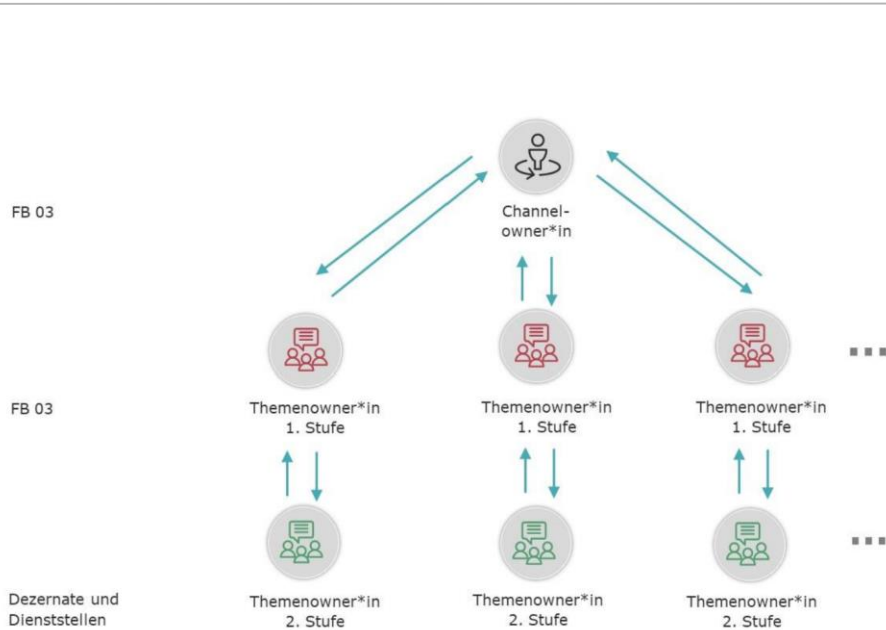 FB 03
Channel-
owner*in
FB 03
Themenowner*in
1. Stufe
Themenowner*in
1. Stufe
Themenowner*in
1. Stufe
Dezernate und
Dienststellen
Themenowner*in
2. Stufe
Themenowner*in
2. Stufe
Themenowner*in
2. Stufe